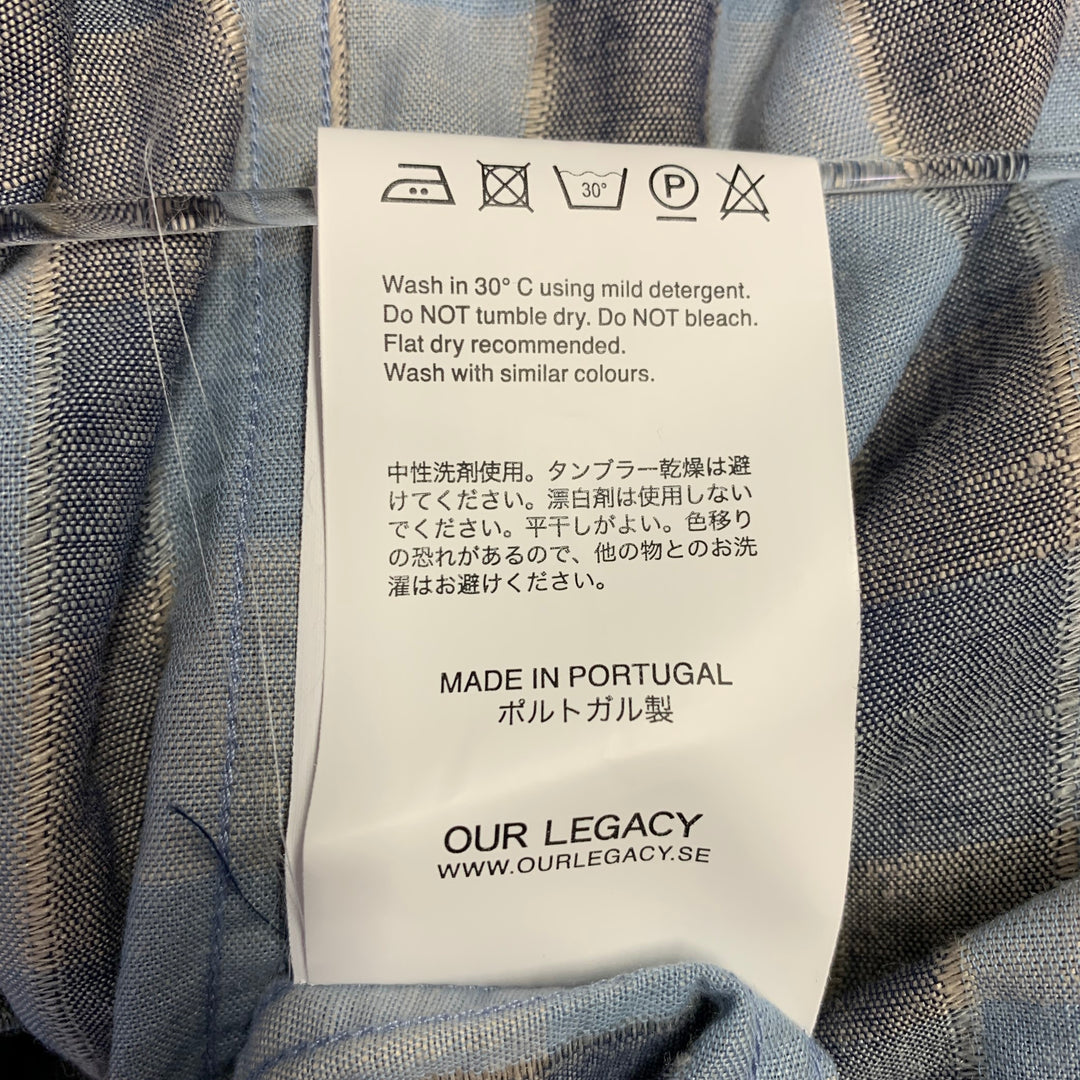 30°
P
Wash in 30° C using mild detergent.
Do NOT tumble dry. Do NOT bleach.
Flat dry recommended.
Wash with similar colours.
中性洗剤使用。タンブラー乾燥は避
けてください。漂白剤は使用しない
でください。平干しがよい。色移り
の恐れがあるので、他の物とのお洗
濯はお避けください。
MADE IN PORTUGAL
ポルトガル製
OUR LEGACY
WWW.OURLEGACY.SE